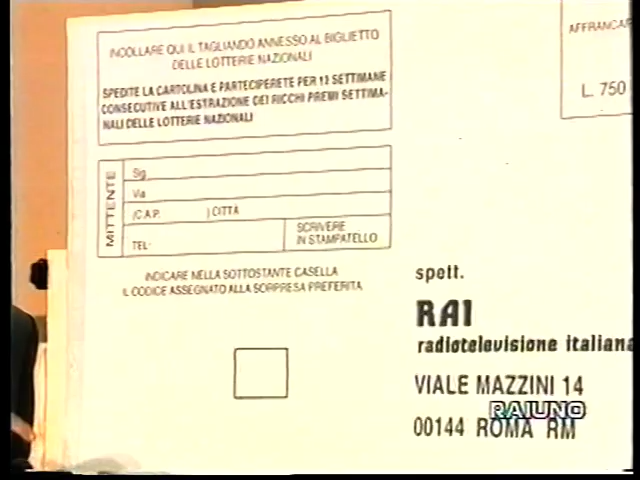 INCOLLARE QUI IL TAGLIANDO ANNESSO AL BIGLIETTO
DELLE LOTTERIE NAZIONALI
SPEDITE LA CARTOLINA E PARTECIPERETE PER 13 SETTIMANE
CONSECUTIVE ALL'ESTRAZIONE DEI RICCHI PREMI SETTIMA-
NALI DELLE LOTTERIE NAZIONALI
AFFRANCAR
L. 750
MITTENTE
Sig.
Via
(C.A.P. ) CITTÀ
TEL.
SCRIVERE
IN STAMPATELLO
INDICARE NELLA SOTTOSTANTE CASELLA
IL CODICE ASSEGNATO ALLA SORPRESA PREFERITA
spett.
RAI
radiotelevisione italiana
VIALE MAZZINI 14
RAIUNO
00144 ROMA RM